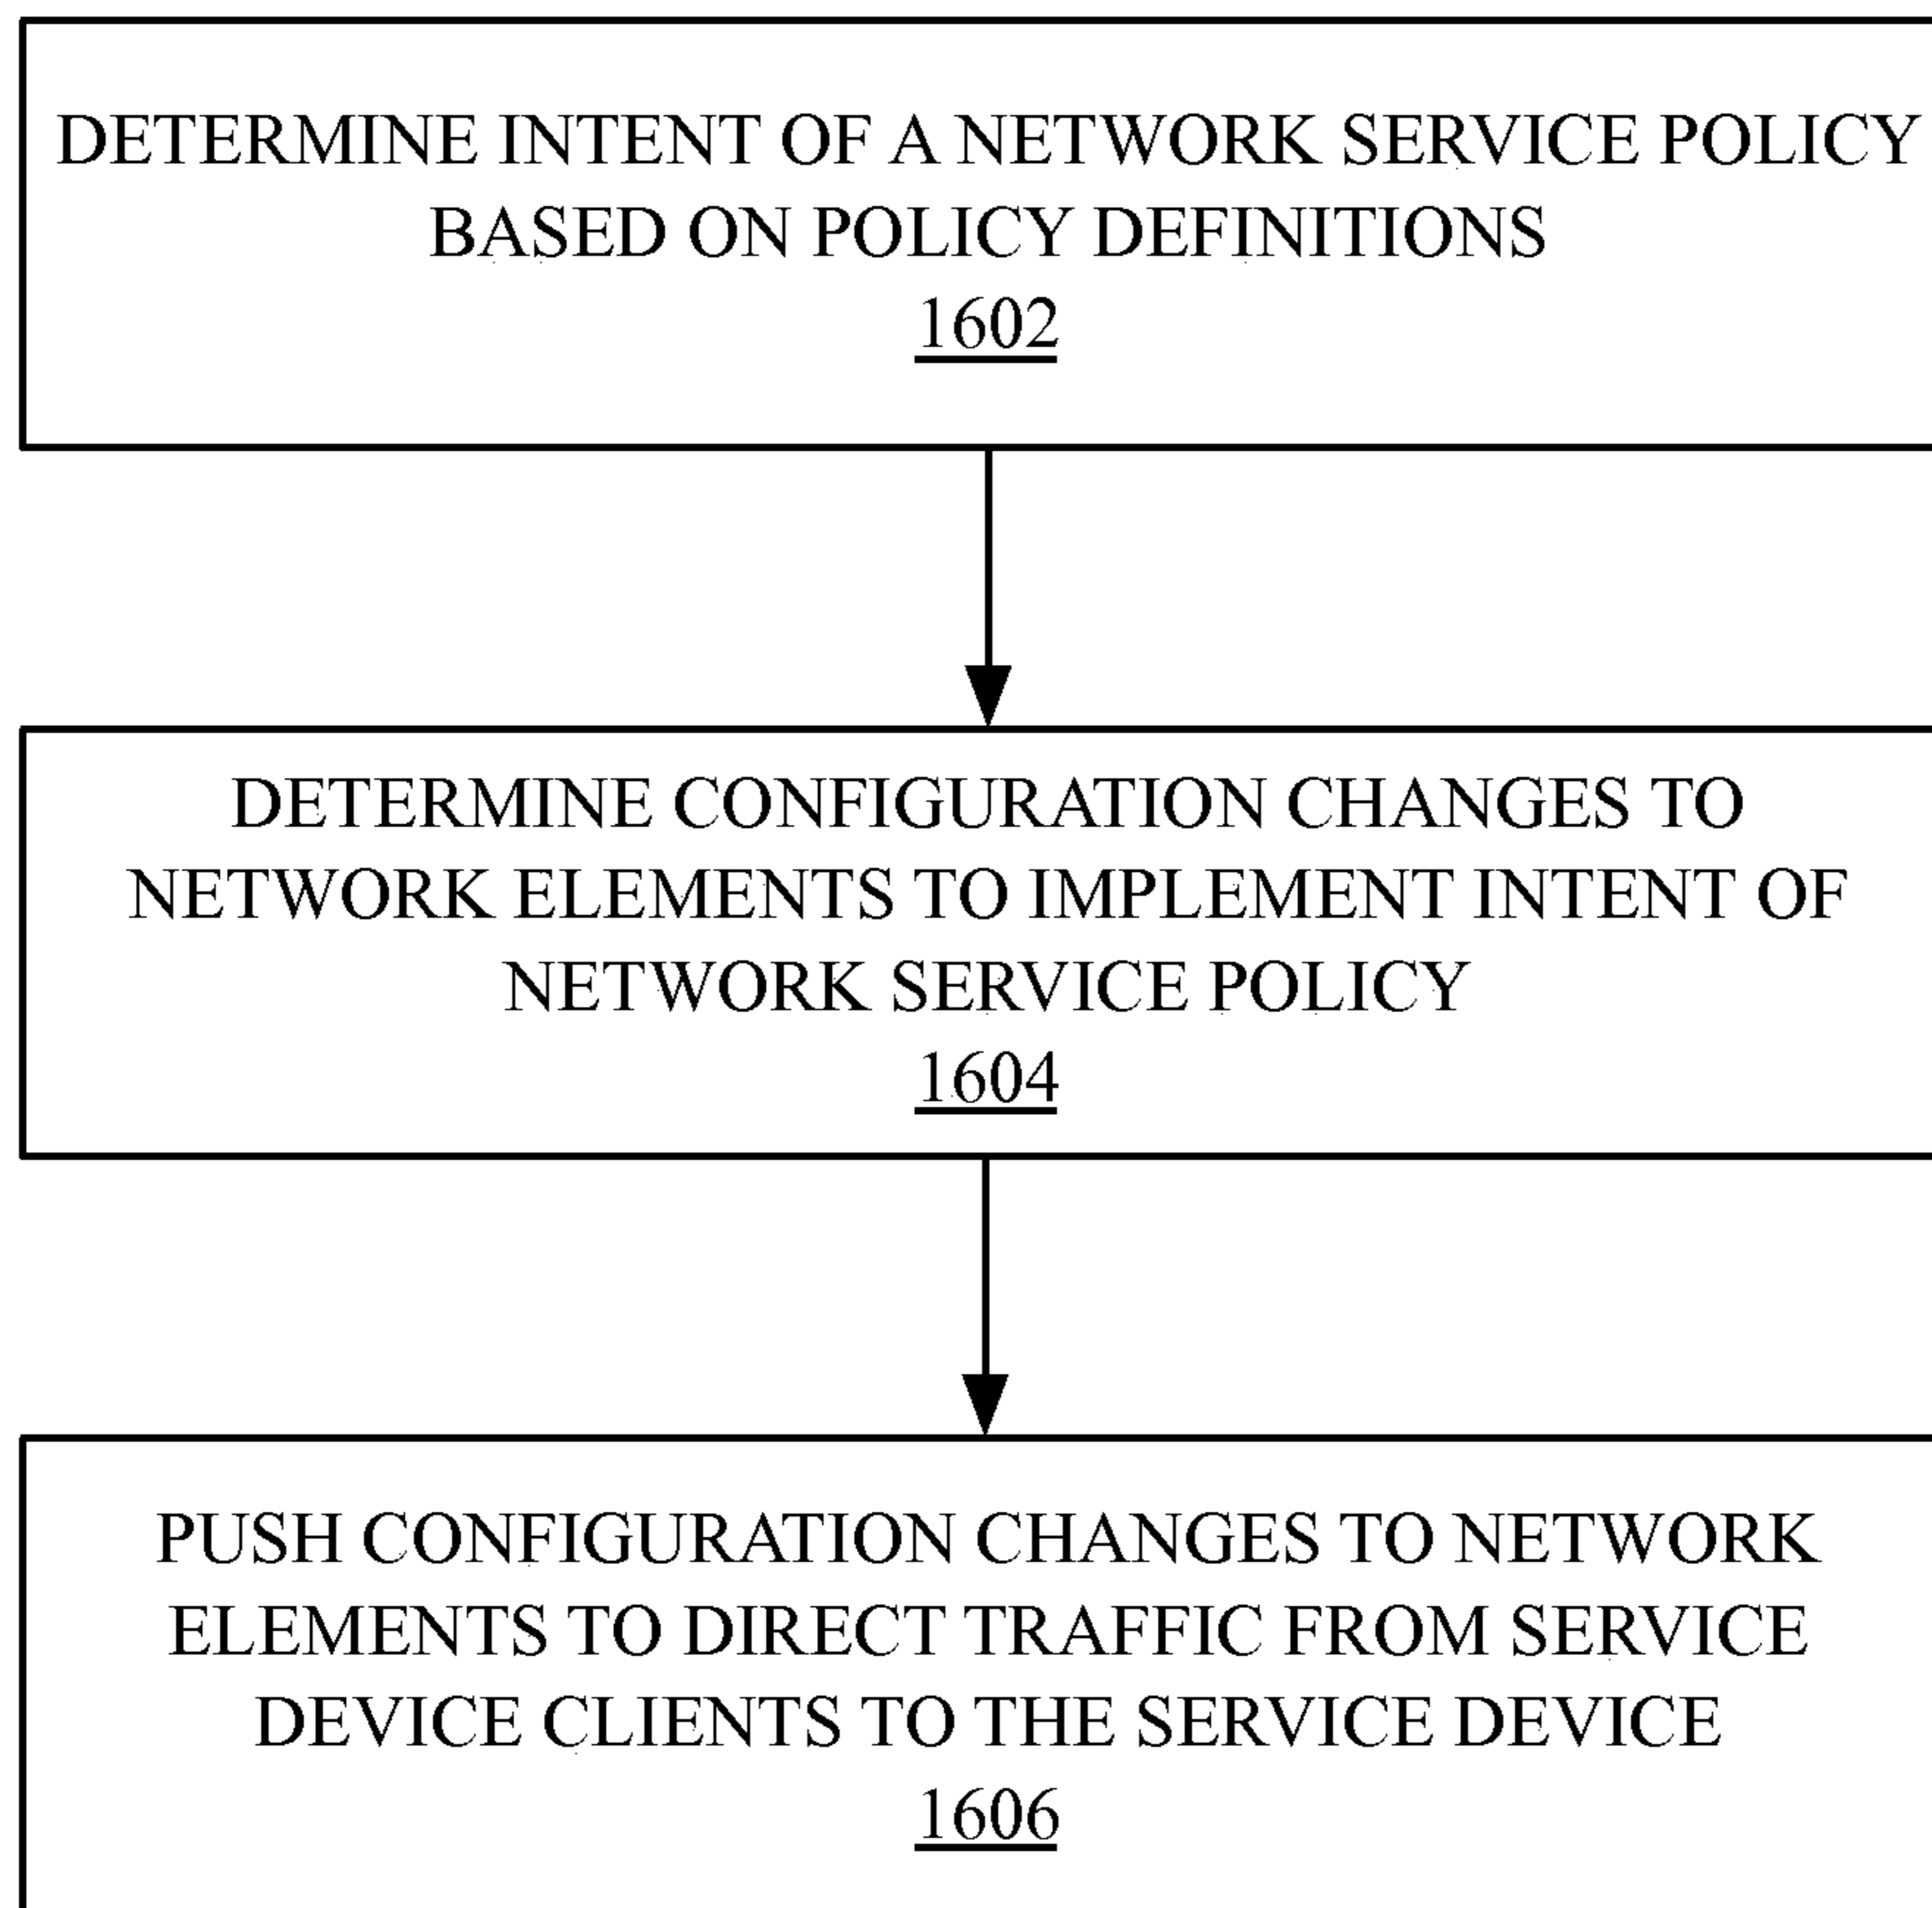 DETERMINE INTENT OF A NETWORK SERVICE POLICY
BASED ON POLICY DEFINITIONS
1602
DETERMINE CONFIGURATION CHANGES TO
NETWORK ELEMENTS TO IMPLEMENT INTENT OF
NETWORK SERVICE POLICY
1604
PUSH CONFIGURATION CHANGES TO NETWORK
ELEMENTS TO DIRECT TRAFFIC FROM SERVICE
DEVICE CLIENTS TO THE SERVICE DEVICE
1606